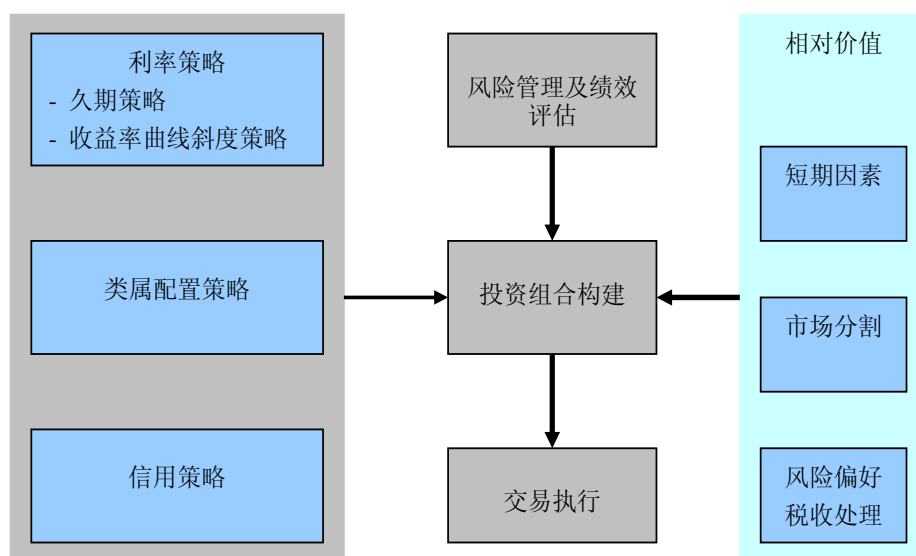 利率策略
- 久期策略
- 收益率曲线斜度策略
类属配置策略
信用策略
风险管理及绩效
评估
投资组合构建
交易执行
相对价值
短期因素
市场分割
风险偏好
税收处理